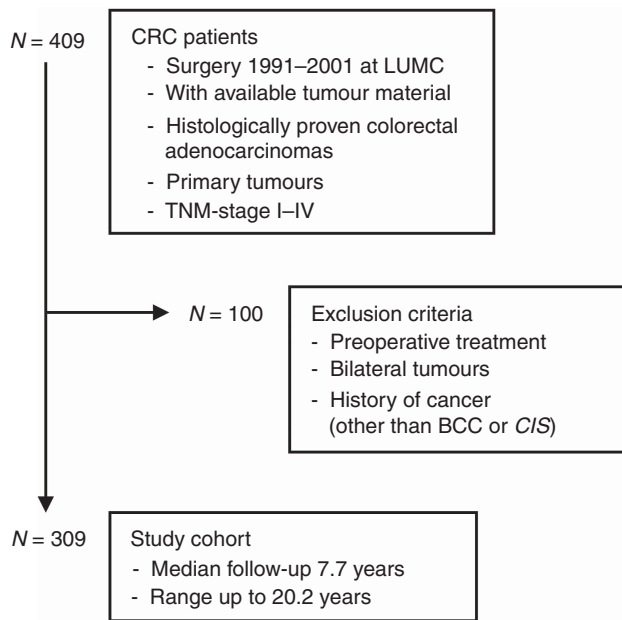 N = 409
CRC patients
- Surgery 1991–2001 at LUMC
- With available tumour material
- Histologically proven colorectal
adenocarcinomas
- Primary tumours
- TNM-stage I–IV
N = 100
Exclusion criteria
- Preoperative treatment
- Bilateral tumours
- History of cancer
(other than BCC or CIS)
N = 309
Study cohort
- Median follow-up 7.7 years
- Range up to 20.2 years